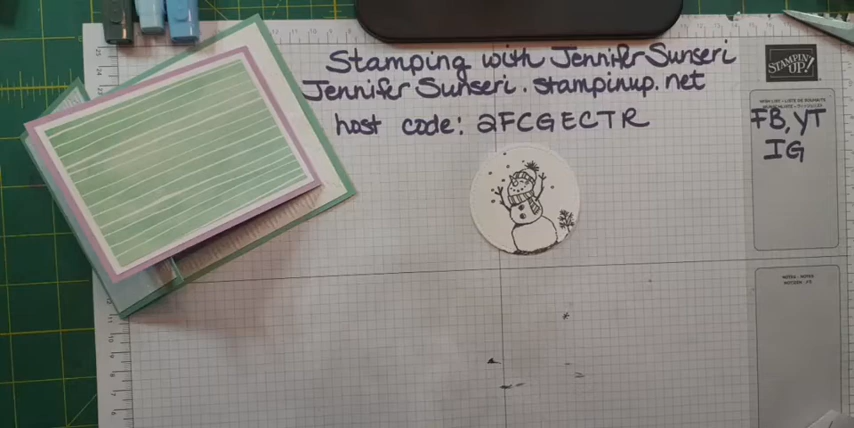 Stamping with Jennifer Sunseri
Jennifer Sunseri.stampinup.net
host code: 2FCGECTR
STAMPIN' UP!
FB, YT
IG